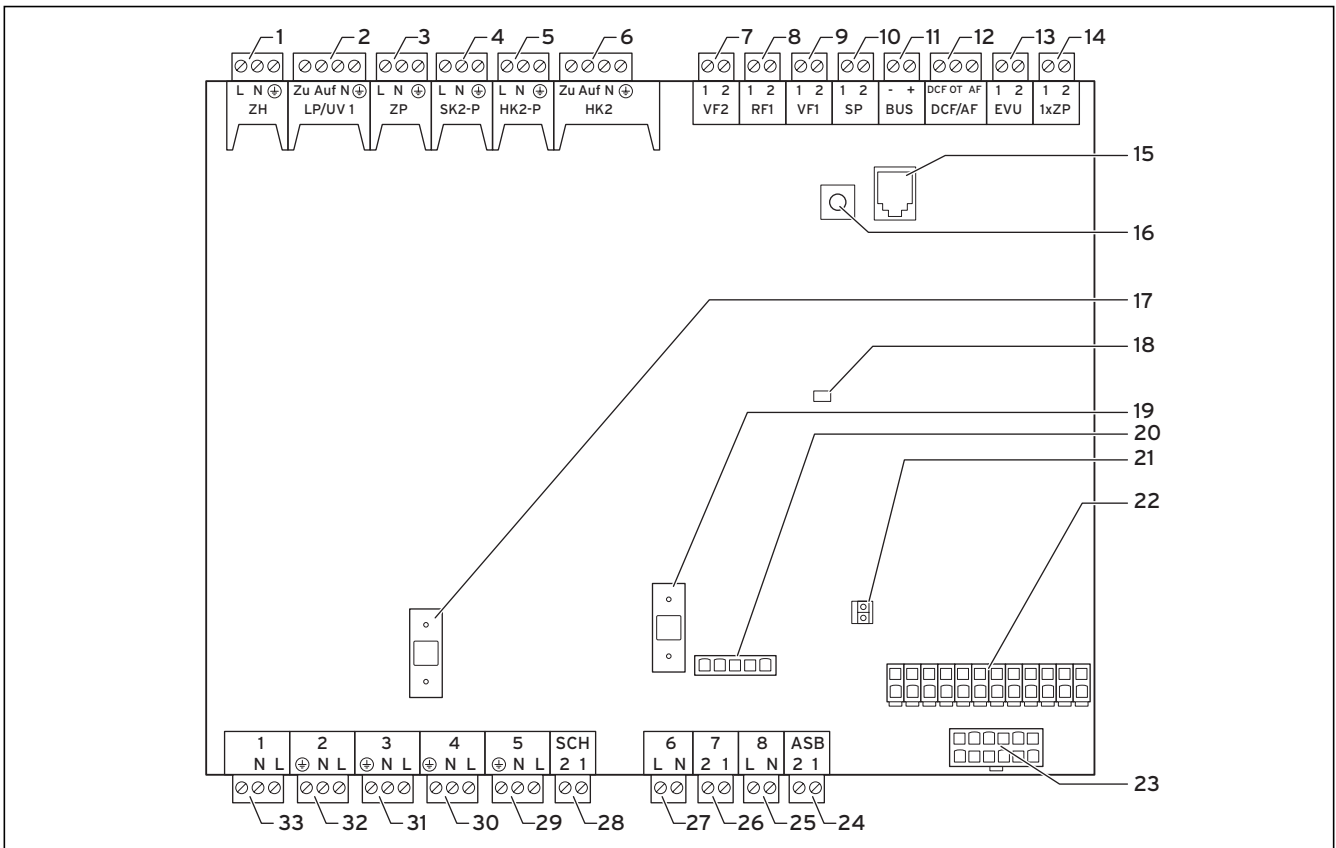 1 2 3 4 5 6 7 8 9 10 11 12 13 14
L N ⏚ Zu Auf N ⏚ L N ⏚ L N ⏚ L N ⏚ Zu Auf N ⏚ 1 2 1 2 1 2 1 2 - + DCF OT AF 1 2 1 2
ZH LP/UV 1 ZP SK2-P HK2-P HK2 VF2 RF1 VF1 SP BUS DCF/AF EVU 1xZP
15
16
17
18
19
20
21
22
1 2 3 4 5 SCH 6 7 8 ASB
N L ⏚ N L ⏚ N L ⏚ N L ⏚ N L 2 1 L N 2 1 L N 2 1
23
33 32 31 30 29 28 27 26 25 24